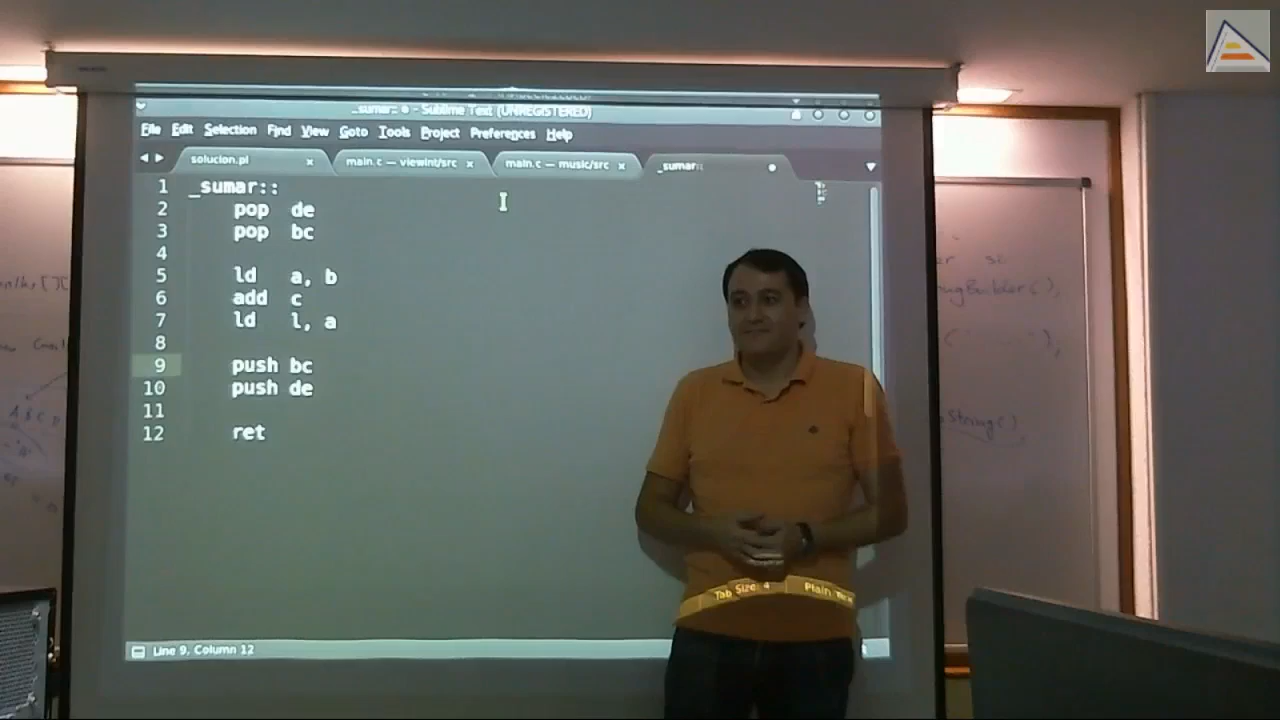 _sumar: - Sublime Text (UNREGISTERED)
File Edit Selection Find View Goto Tools Project Preferences Help
solucion.pl x main.c — viewint/src x main.c — music/src x _sumar::
1 _sumar::
2 pop de
3 pop bc
4
5 ld a, b
6 add c
7 ld l, a
8
9 push bc
10 push de
11
12 ret
Tab Size: 4 Plain
Line 9, Column 12